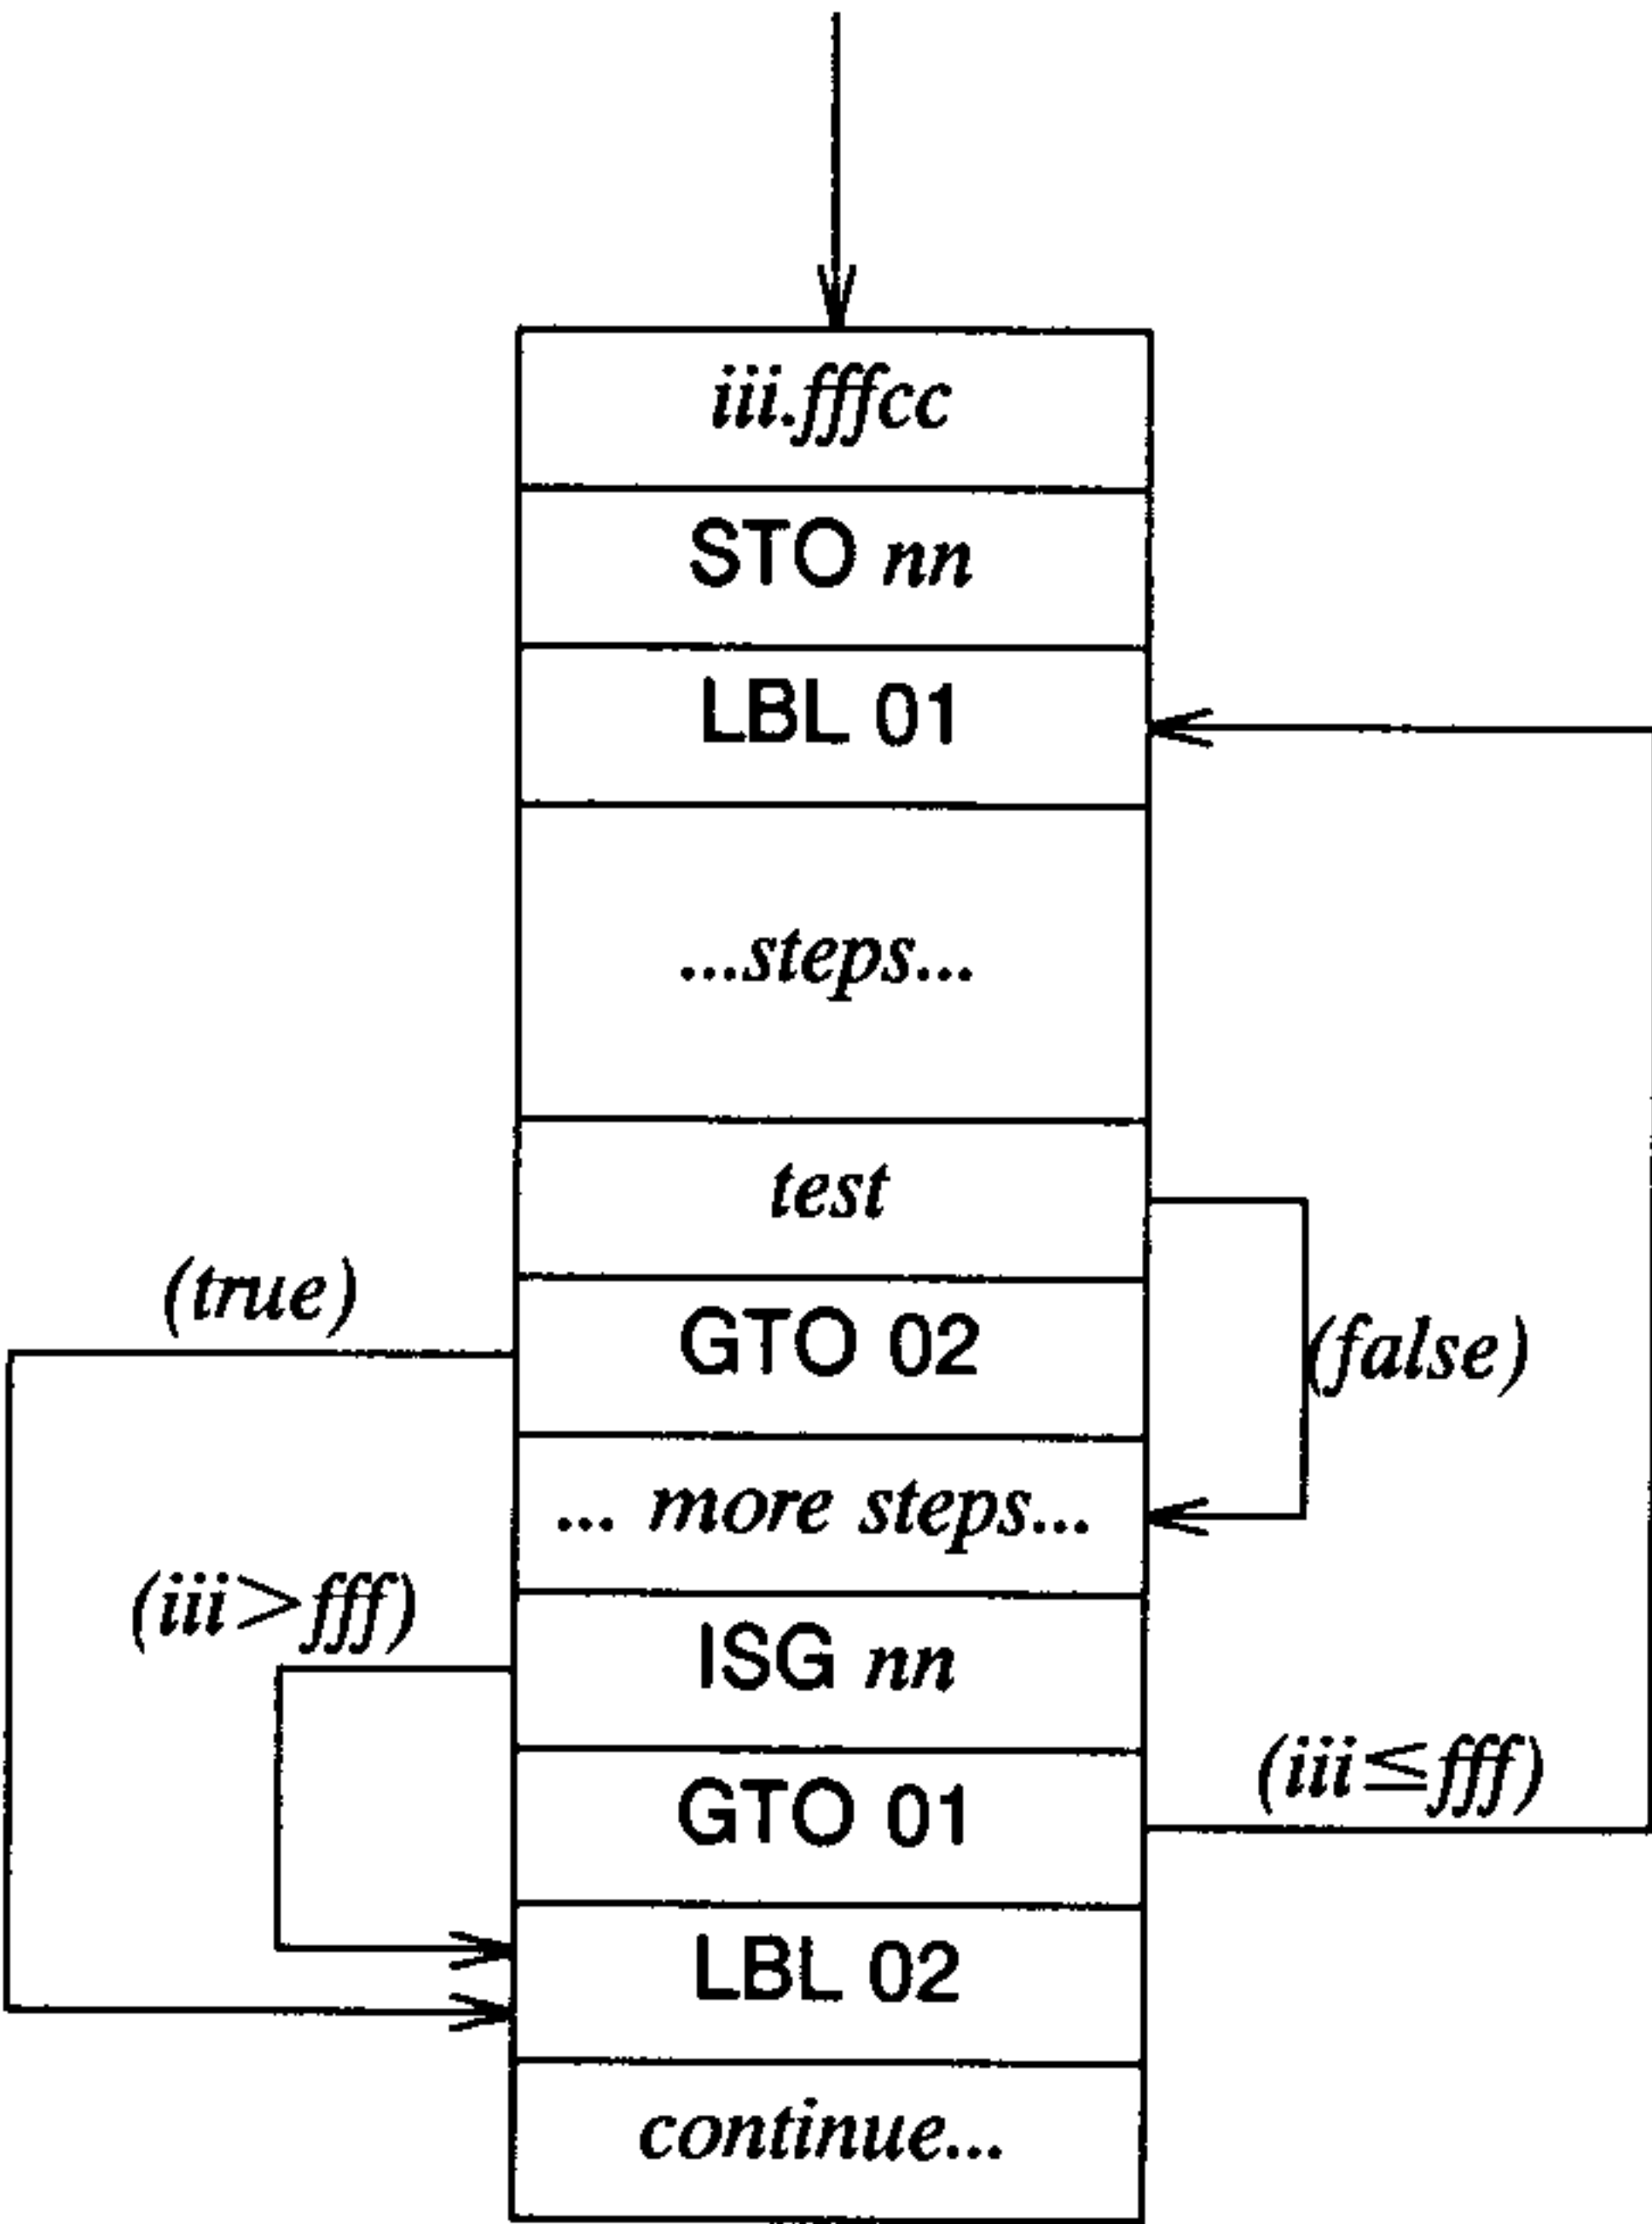 iii.fffcc
STO nn
LBL 01
...steps...
test
(true)
GTO 02
(false)
... more steps...
(iii>fff)
ISG nn
(iii≤fff)
GTO 01
LBL 02
continue...